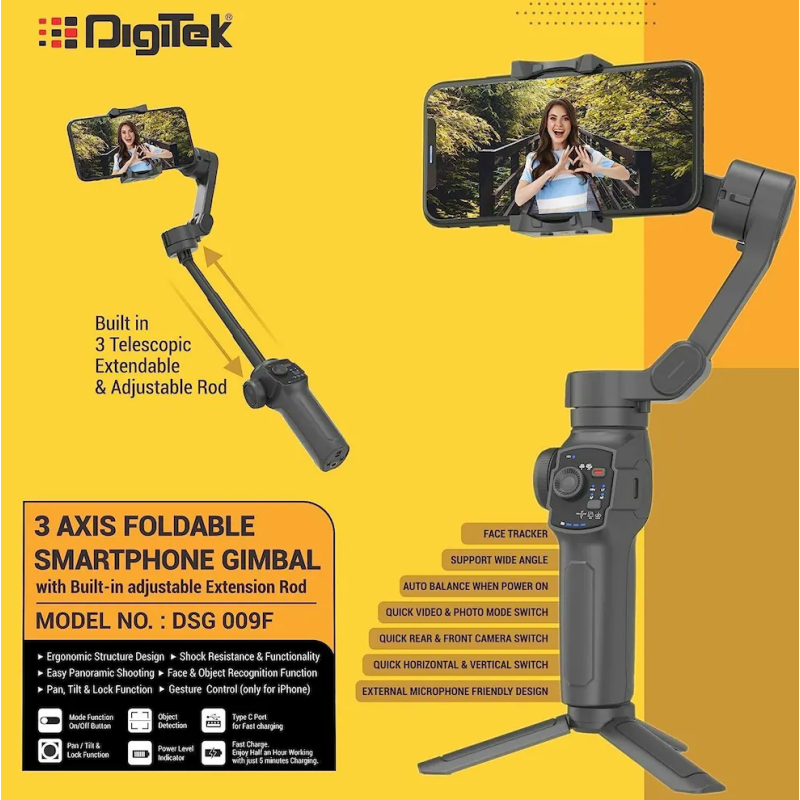 DigiTek®
Built in
3 Telescopic
Extendable
& Adjustable Rod
3 AXIS FOLDABLE
SMARTPHONE GIMBAL
with Built-in adjustable Extension Rod
MODEL NO. : DSG 009F
▸ Ergonomic Structure Design ▸ Shock Resistance & Functionality
▸ Easy Panoramic Shooting ▸ Face & Object Recognition Function
▸ Pan, Tilt & Lock Function ▸ Gesture Control (only for iPhone)
Mode Function
On/Off Button
Object
Detection
Type C Port
for Fast charging
Pan / Tilt &
Lock Function
Power Level
Indicator
Fast Charge.
Enjoy Half an Hour Working
with just 5 minutes Charging.
FACE TRACKER
SUPPORT WIDE ANGLE
AUTO BALANCE WHEN POWER ON
QUICK VIDEO & PHOTO MODE SWITCH
QUICK REAR & FRONT CAMERA SWITCH
QUICK HORIZONTAL & VERTICAL SWITCH
EXTERNAL MICROPHONE FRIENDLY DESIGN